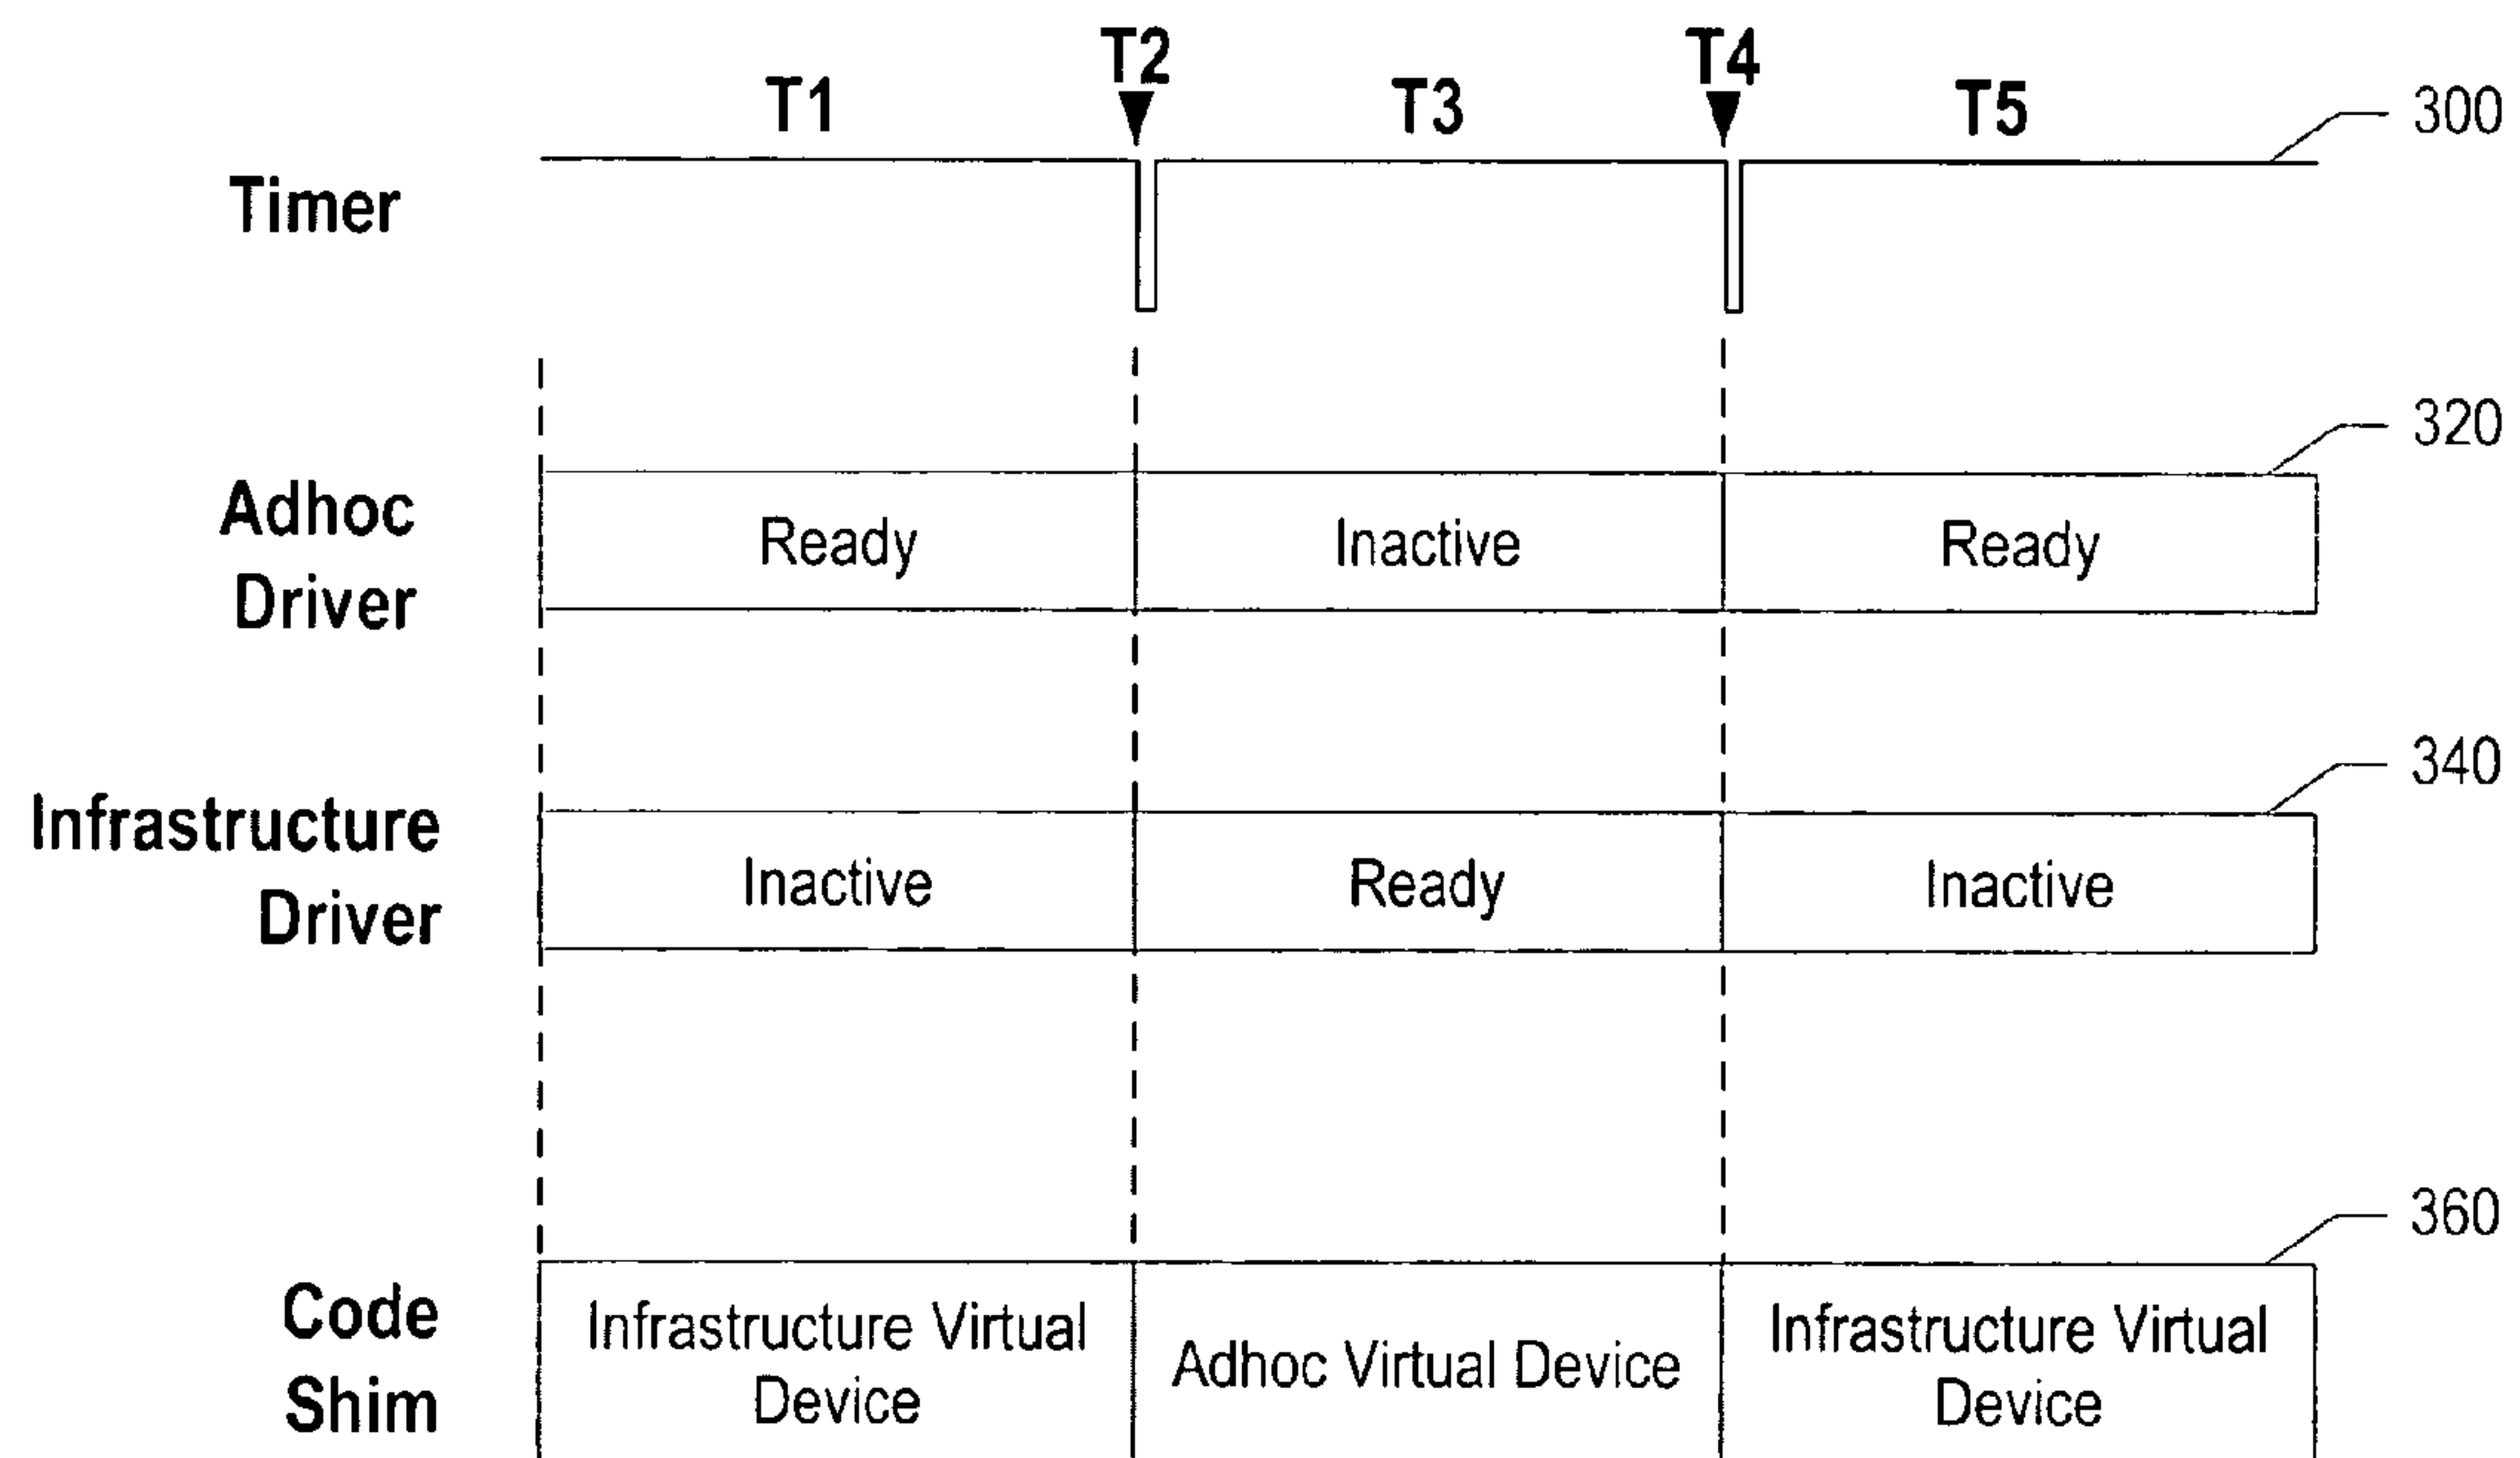 T2
T4
T1
T3
T5
300
Timer
320
Adhoc
Driver
Ready
Inactive
Ready
340
Infrastructure
Driver
Inactive
Ready
Inactive
360
Code
Shim
Infrastructure Virtual
Device
Adhoc Virtual Device
Infrastructure Virtual
Device